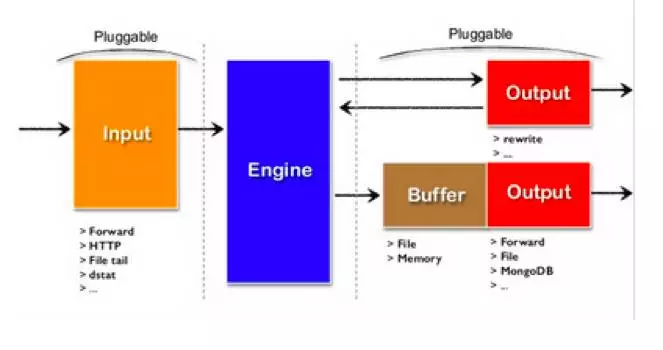 Pluggable
Pluggable
Input
Engine
Output
> rewrite
> ...
Buffer
Output
> Forward
> HTTP
> File tail
> dstat
> ...
> File
> Memory
> Forward
> File
> MongoDB
> ...